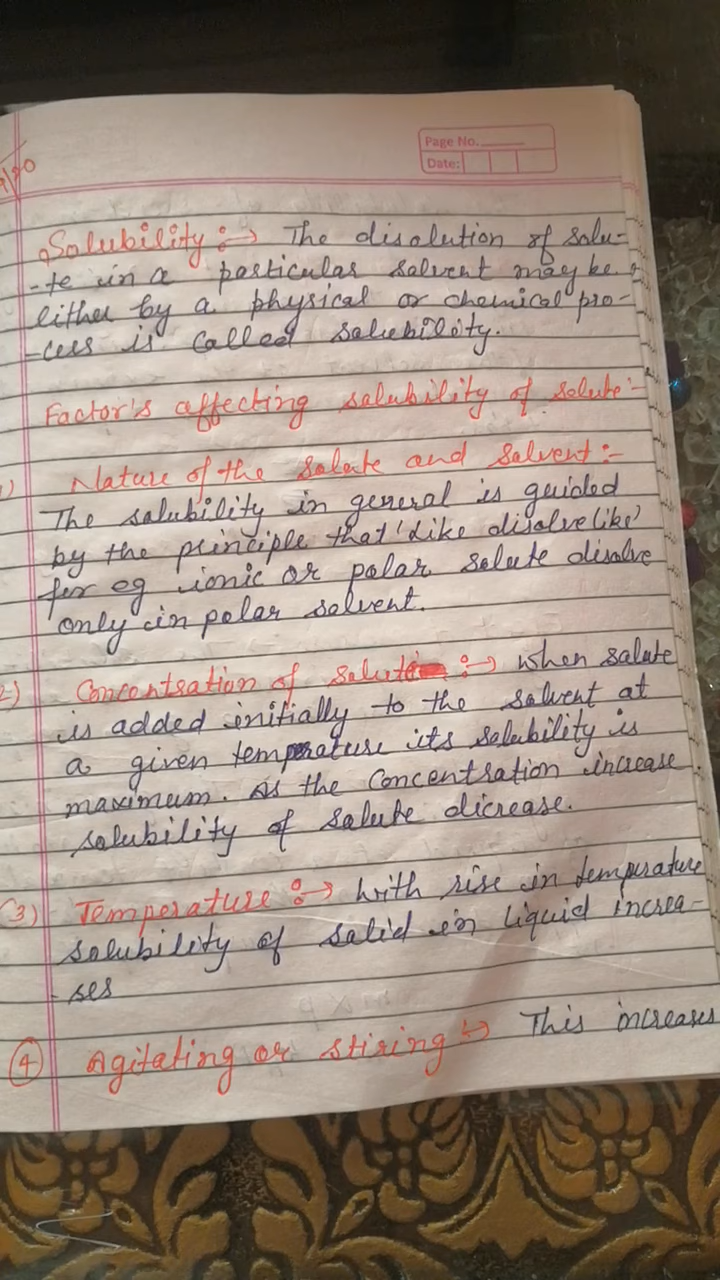 Page No.
Date:
Solubility :→ The disolution of solu-
-te in a particular solvent may be
either by a physical or chemical pro-
-cess is called solubility.
Factor's affecting solubility of solute:-
Nature of the Solute and Solvent :-
The solubility in general is guided
by the principle that 'Like disolve like'
for eg ionic or polar solute disolve
only in polar solvent.
2) Concentration of solute :→ when solute
is added initially to the solvent at
a given temperature its solubility is
maximum. As the concentration increase
solubility of solute dicrease.
(3) Temperature :→ with rise in temperature
solubility of solid in liquid increa-
-ses
4 Agitating or stiring :→ This increases